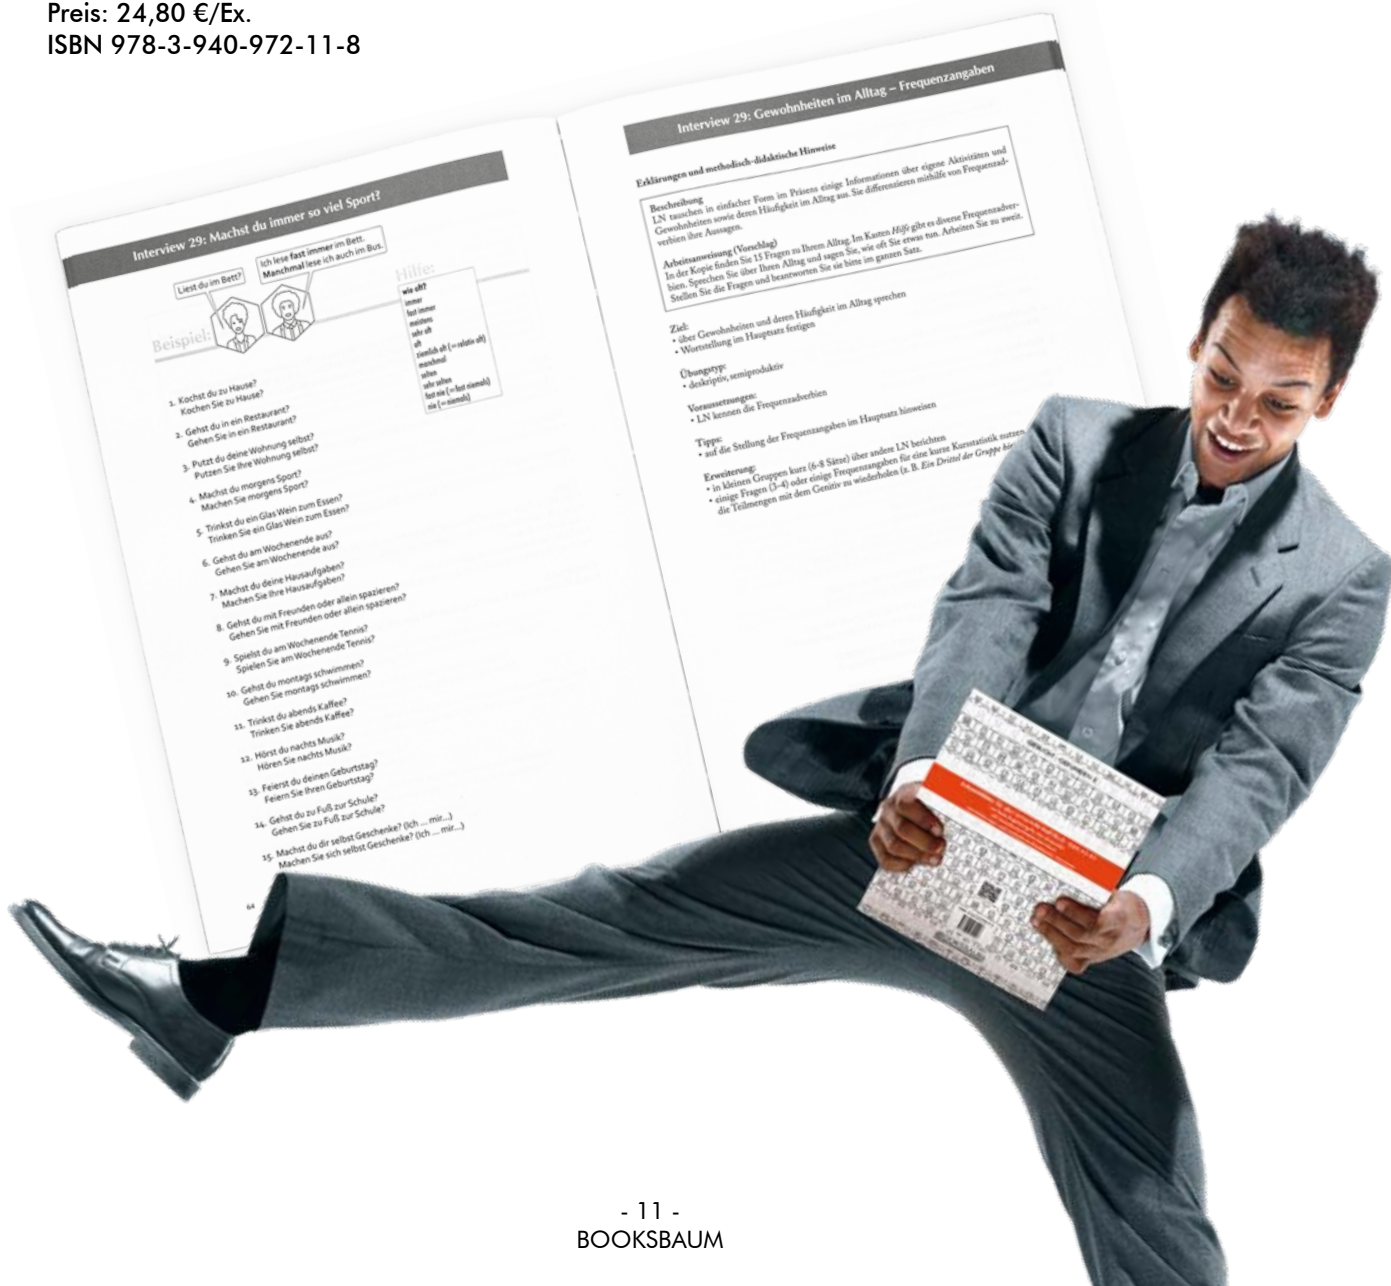 Preis: 24,80 €/Ex.
ISBN 978-3-940-972-11-8
Interview 29: Machst du immer so viel Sport?
Liest du im Bett?
Ich lese fast immer im Bett.
Manchmal lese ich auch im Bus.
Beispiel:
Hilfe:
wie oft?
immer
fast immer
meistens
sehr oft
oft
ziemlich oft (= relativ oft)
manchmal
selten
sehr selten
fast nie (= fast niemals)
nie (= niemals)
1. Kochst du zu Hause?
Kochen Sie zu Hause?
2. Gehst du in ein Restaurant?
Gehen Sie in ein Restaurant?
3. Putzt du deine Wohnung selbst?
Putzen Sie Ihre Wohnung selbst?
4. Machst du morgens Sport?
Machen Sie morgens Sport?
5. Trinkst du ein Glas Wein zum Essen?
Trinken Sie ein Glas Wein zum Essen?
6. Gehst du am Wochenende aus?
Gehen Sie am Wochenende aus?
7. Machst du deine Hausaufgaben?
Machen Sie Ihre Hausaufgaben?
8. Gehst du mit Freunden oder allein spazieren?
Gehen Sie mit Freunden oder allein spazieren?
9. Spielst du am Wochenende Tennis?
Spielen Sie am Wochenende Tennis?
10. Gehst du montags schwimmen?
Gehen Sie montags schwimmen?
11. Trinkst du abends Kaffee?
Trinken Sie abends Kaffee?
12. Hörst du nachts Musik?
Hören Sie nachts Musik?
13. Feierst du deinen Geburtstag?
Feiern Sie Ihren Geburtstag?
14. Gehst du zu Fuß zur Schule?
Gehen Sie zu Fuß zur Schule?
15. Machst du dir selbst Geschenke? (Ich ... mir...)
Machen Sie sich selbst Geschenke? (Ich ... mir...)
64
Interview 29: Gewohnheiten im Alltag – Frequenzangaben
Erklärungen und methodisch-didaktische Hinweise
Beschreibung
LN tauschen in einfacher Form im Präsens einige Informationen über eigene Aktivitäten und
Gewohnheiten sowie deren Häufigkeit im Alltag aus. Sie differenzieren mithilfe von Frequenzad-
verbien ihre Aussagen.
Arbeitsanweisung (Vorschlag)
In der Kopie finden Sie 15 Fragen zu Ihrem Alltag. Im Kasten Hilfe gibt es diverse Frequenzadver-
bien. Sprechen Sie über Ihren Alltag und sagen Sie, wie oft Sie etwas tun. Arbeiten Sie zu zweit.
Stellen Sie die Fragen und beantworten Sie sie bitte im ganzen Satz.
Ziel:
• über Gewohnheiten und deren Häufigkeit im Alltag sprechen
• Wortstellung im Hauptsatz festigen
Übungstyp:
• deskriptiv, semiproduktiv
Voraussetzungen:
• LN kennen die Frequenzadverbien
Tipps:
• auf die Stellung der Frequenzangaben im Hauptsatz hinweisen
Erweiterung:
• in kleinen Gruppen kurz (6-8 Sätze) über andere LN berichten
• einige Fragen (3-4) oder einige Frequenzangaben für eine kurze Kursstatistik nutzen
die Teilmengen mit dem Genitiv zu wiederholen (z. B. Ein Drittel der Gruppe
- 11 -
BOOKSBAUM